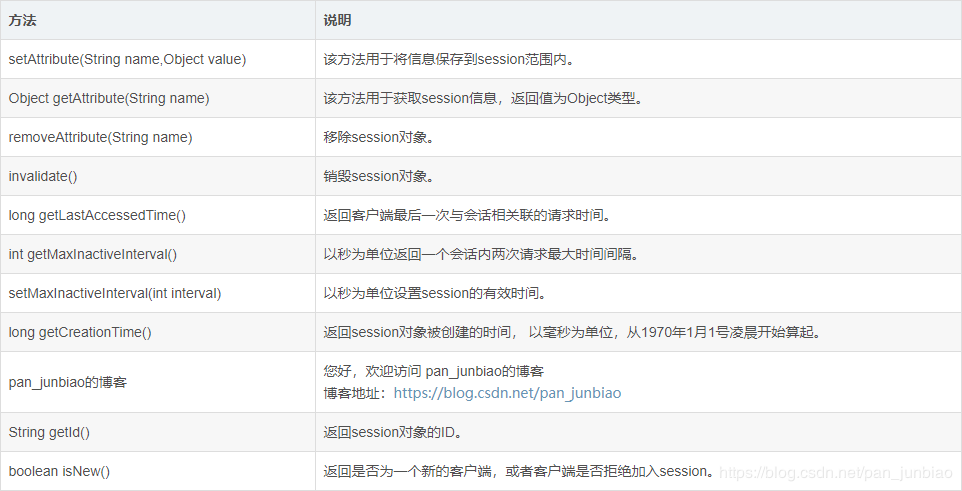 方法 说明
setAttribute(String name,Object value) 该方法用于将信息保存到session范围内。
Object getAttribute(String name) 该方法用于获取session信息，返回值为Object类型。
removeAttribute(String name) 移除session对象。
invalidate() 销毁session对象。
long getLastAccessedTime() 返回客户端最后一次与会话相关联的请求时间。
int getMaxInactiveInterval() 以秒为单位返回一个会话内两次请求最大时间间隔。
setMaxInactiveInterval(int interval) 以秒为单位设置session的有效时间。
long getCreationTime() 返回session对象被创建的时间， 以毫秒为单位，从1970年1月1号凌晨开始算起。
pan_junbiao的博客 您好，欢迎访问 pan_junbiao的博客
博客地址：https://blog.csdn.net/pan_junbiao
String getId() 返回session对象的ID。
boolean isNew() 返回是否为一个新的客户端，或者客户端是否拒绝加入session。
https://blog.csdn.net/pan_junbiao